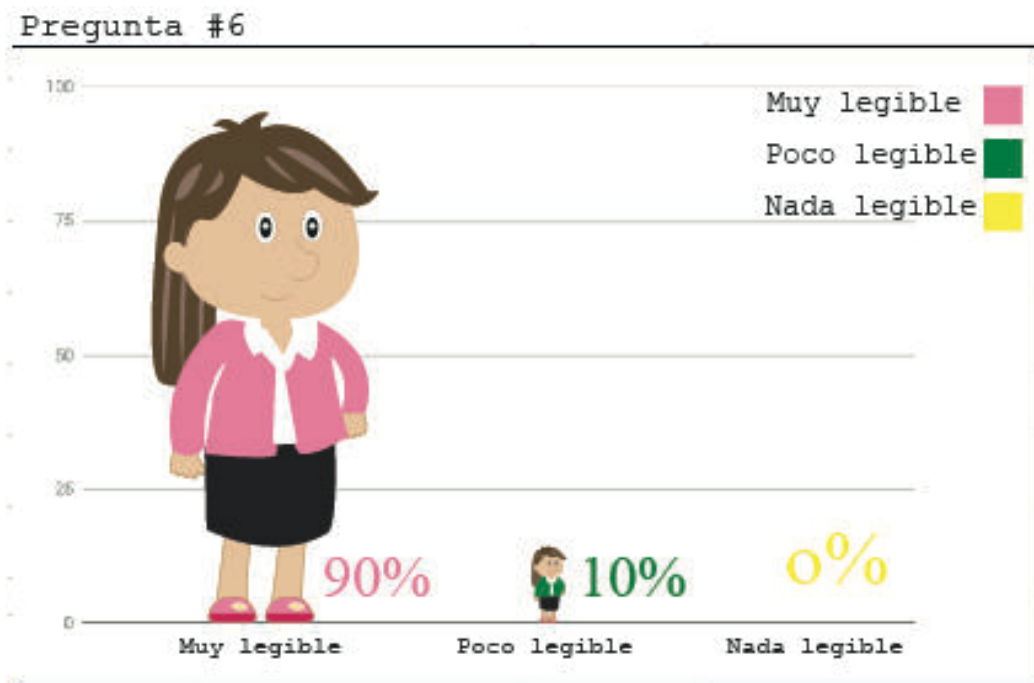 Pregunta #6
100
75
50
25
0
Muy legible
Poco legible
Nada legible
90%
10%
0%
Muy legible
Poco legible
Nada legible